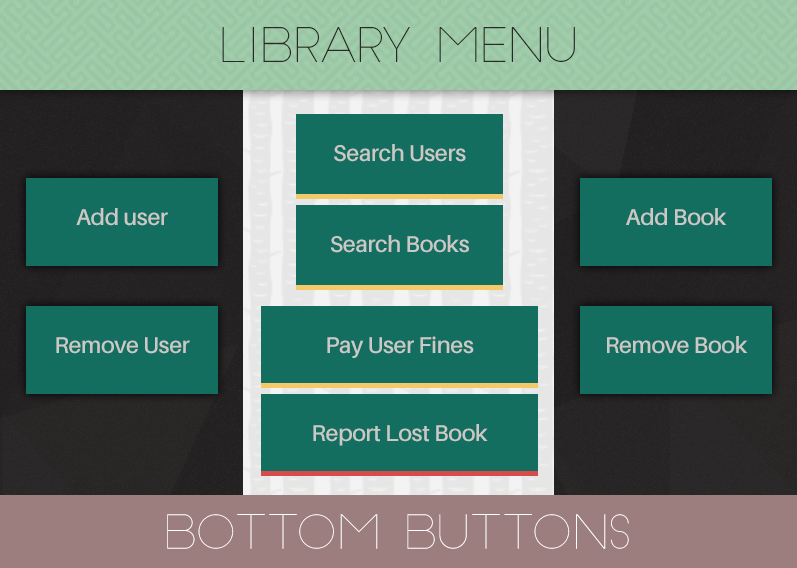 LIBRARY MENU
Search Users
Search Books
Add user
Add Book
Remove User
Pay User Fines
Remove Book
Report Lost Book
BOTTOM BUTTONS